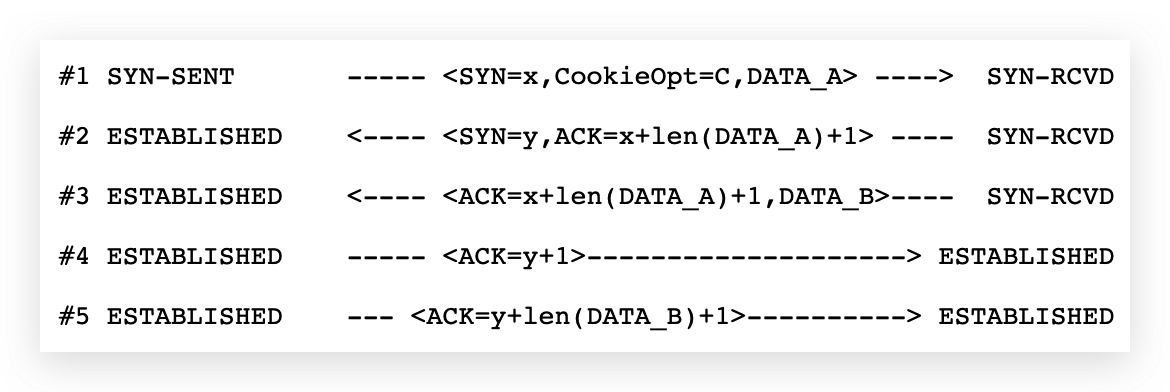 #1 SYN-SENT ----- <SYN=x,CookieOpt=C,DATA_A> ----> SYN-RCVD
#2 ESTABLISHED <---- <SYN=y,ACK=x+len(DATA_A)+1> ---- SYN-RCVD
#3 ESTABLISHED <---- <ACK=x+len(DATA_A)+1,DATA_B>---- SYN-RCVD
#4 ESTABLISHED ----- <ACK=y+1>--------------------> ESTABLISHED
#5 ESTABLISHED --- <ACK=y+len(DATA_B)+1>----------> ESTABLISHED